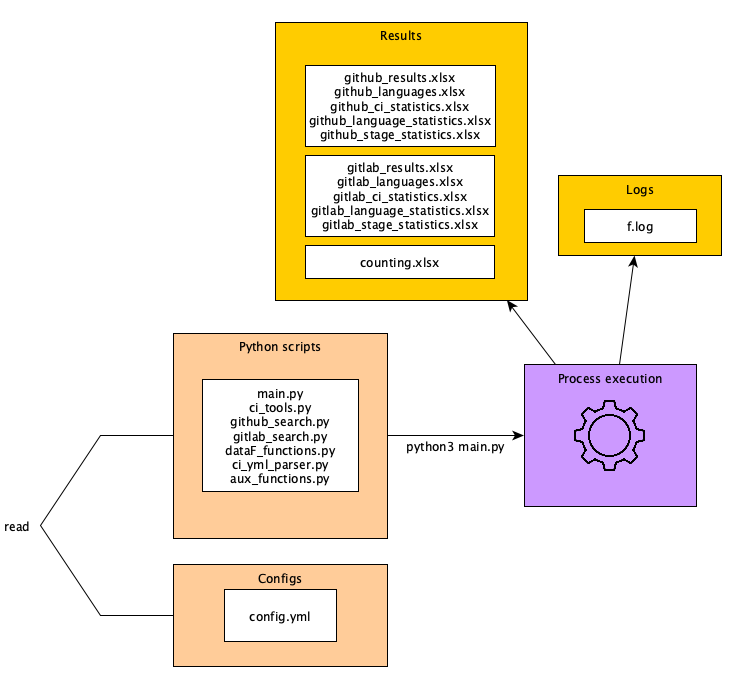 Results
github_results.xlsx
github_languages.xlsx
github_ci_statistics.xlsx
github_language_statistics.xlsx
github_stage_statistics.xlsx
gitlab_results.xlsx
gitlab_languages.xlsx
gitlab_ci_statistics.xlsx
gitlab_language_statistics.xlsx
gitlab_stage_statistics.xlsx
counting.xlsx
Logs
f.log
Python scripts
main.py
ci_tools.py
github_search.py
gitlab_search.py
dataF_functions.py
ci_yml_parser.py
aux_functions.py
python3 main.py
Process execution
read
Configs
config.yml